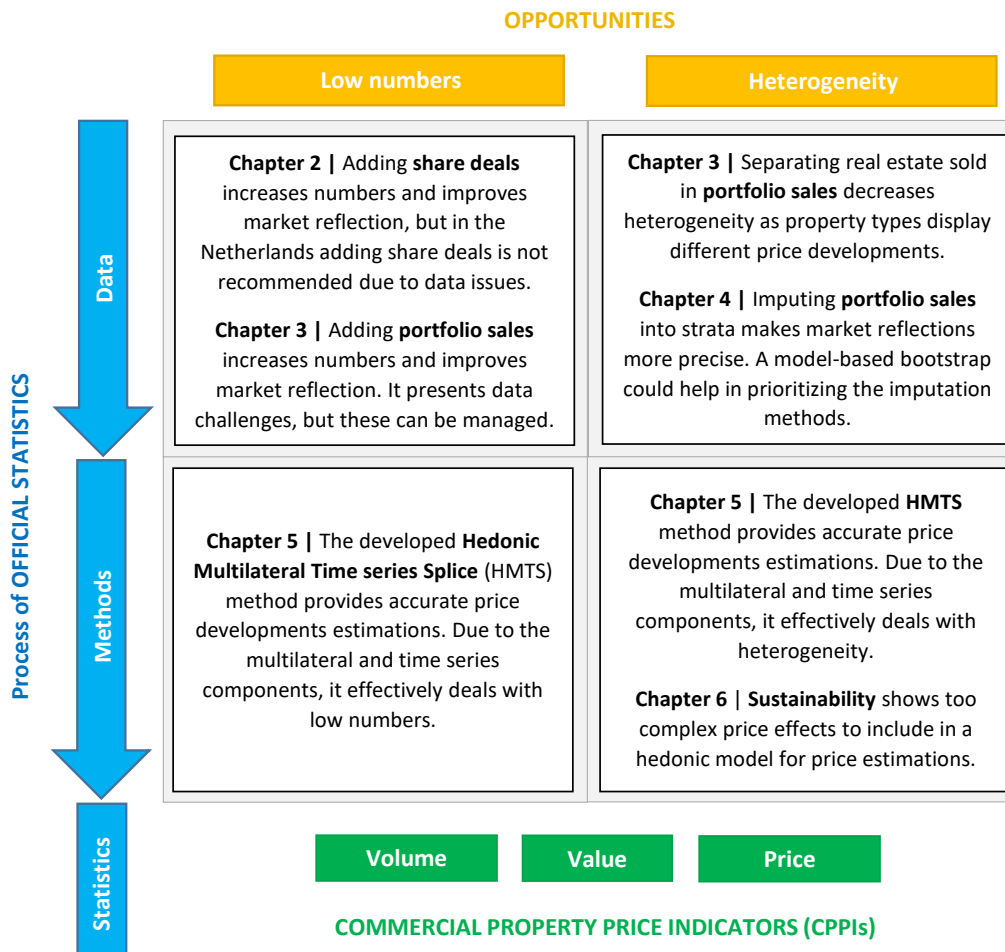 OPPORTUNITIES
Low numbers
Heterogeneity
Process of OFFICIAL STATISTICS
Data
Chapter 2 | Adding share deals
increases numbers and improves
market reflection, but in the
Netherlands adding share deals is not
recommended due to data issues.
Chapter 3 | Adding portfolio sales
increases numbers and improves
market reflection. It presents data
challenges, but these can be managed.
Chapter 3 | Separating real estate sold
in portfolio sales decreases
heterogeneity as property types display
different price developments.
Chapter 4 | Imputing portfolio sales
into strata makes market reflections
more precise. A model-based bootstrap
could help in prioritizing the imputation
methods.
Methods
Chapter 5 | The developed Hedonic
Multilateral Time series Splice (HMTS)
method provides accurate price
developments estimations. Due to the
multilateral and time series
components, it effectively deals with
low numbers.
Chapter 5 | The developed HMTS
method provides accurate price
developments estimations. Due to the
multilateral and time series
components, it effectively deals with
heterogeneity.
Chapter 6 | Sustainability shows too
complex price effects to include in a
hedonic model for price estimations.
Statistics
Volume
Value
Price
COMMERCIAL PROPERTY PRICE INDICATORS (CPPIs)